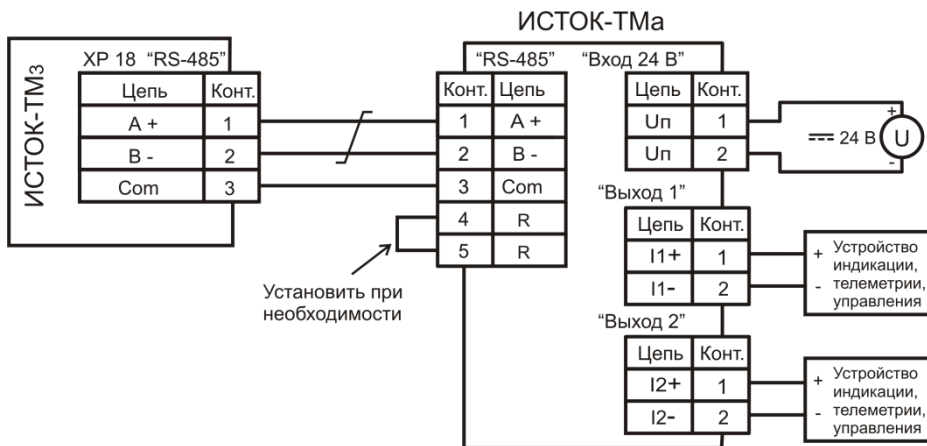 ИСТОК-ТМа
ИСТОК-ТМ3
XP 18 “RS-485”
Цепь Конт.
A + 1
B - 2
Com 3
“RS-485”
Конт. Цепь
1 A +
2 B -
3 Com
4 R
5 R
Установить при
необходимости
“Вход 24 В”
Цепь Конт.
Uп 1
Uп 2
+
24 В U
-
“Выход 1”
Цепь Конт.
I1+ 1
I1- 2
+ Устройство
индикации,
- телеметрии,
управления
“Выход 2”
Цепь Конт.
I2+ 1
I2- 2
+ Устройство
индикации,
- телеметрии,
управления